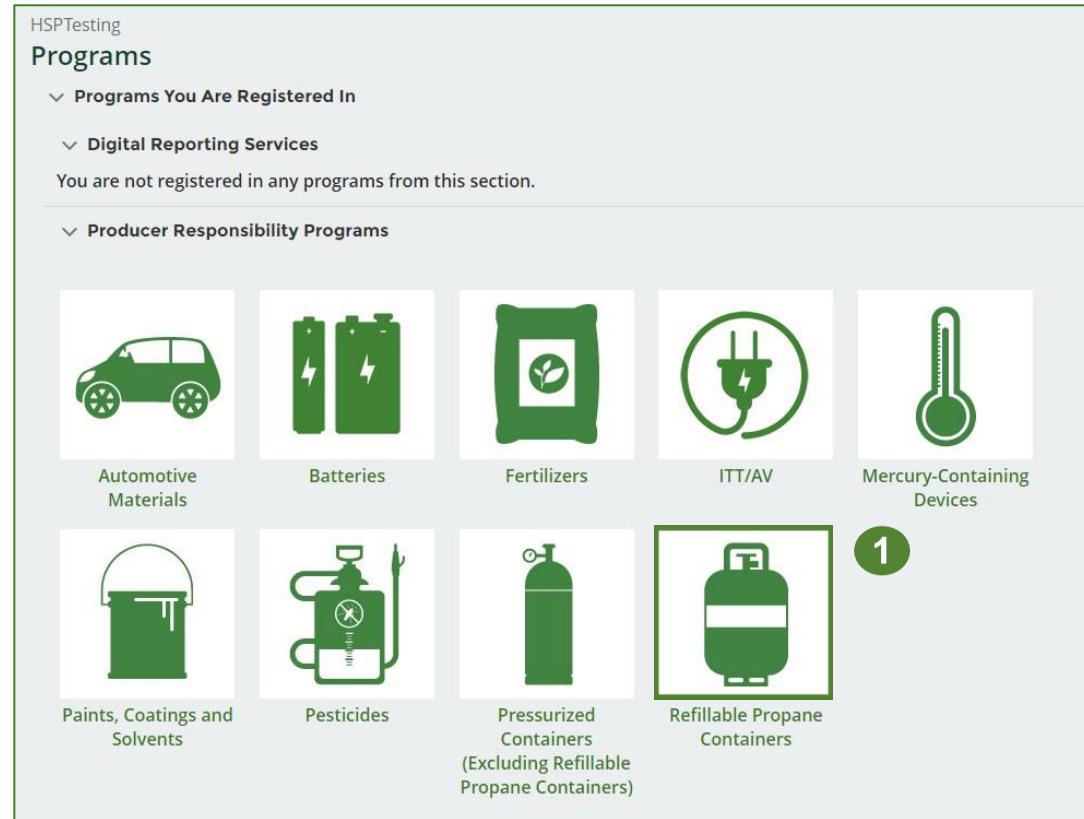 HSPTesting
Programs
Programs You Are Registered In
Digital Reporting Services
You are not registered in any programs from this section.
Producer Responsibility Programs
Automotive
Materials
Batteries
Fertilizers
ITT/AV
Mercury-Containing
Devices
1
Paints, Coatings and
Solvents
Pesticides
Pressurized
Containers
(Excluding Refillable
Propane Containers)
Refillable Propane
Containers